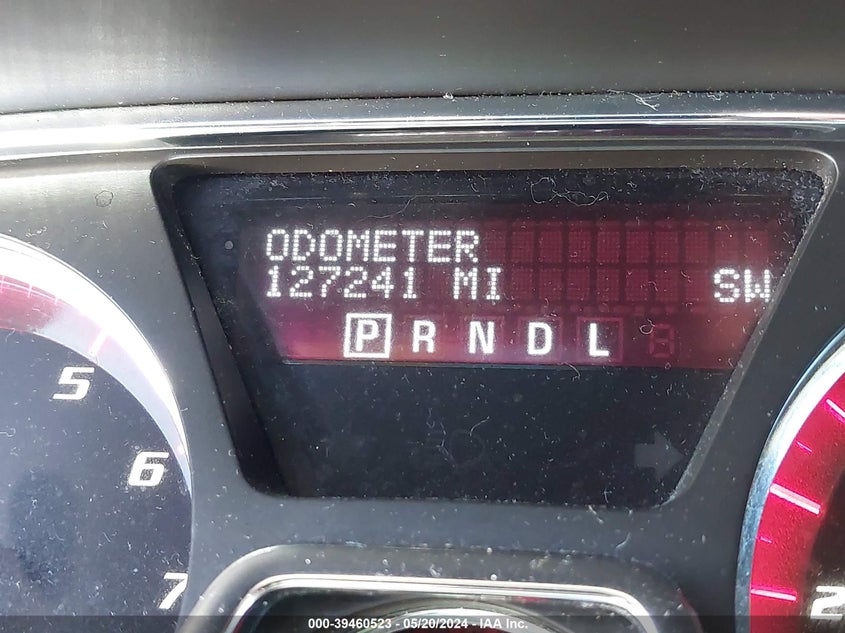 ODOMETER
127241 MI SW
P R N D L
5
6
7
2
000-39460523 - 05/20/2024 - IAA Inc.